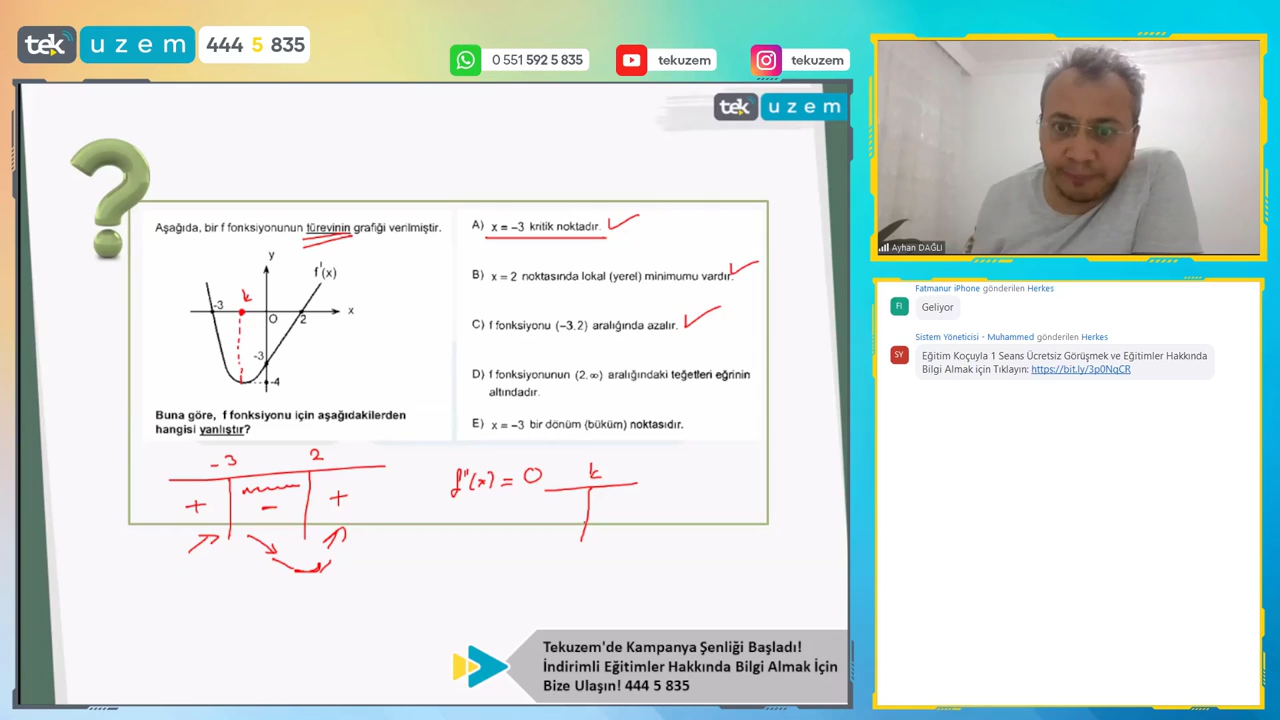 tek uzem 444 5 835
0 551 592 5 835
tekuzem
tekuzem
tek uzem
?
Aşağıda, bir f fonksiyonunun türevinin grafiği verilmiştir.
y
f'(x)
k
-3
O
2
x
-3
-4
Buna göre, f fonksiyonu için aşağıdakilerden
hangisi yanlıştır?
A) x = -3 kritik noktadır.
B) x = 2 noktasında lokal (yerel) minimumu vardır.
C) f fonksiyonu (-3.2) aralığında azalır.
D) f fonksiyonunun (2,∞) aralığındaki teğetleri eğrinin
altındadır.
E) x = -3 bir dönüm (büküm) noktasıdır.
-3 2
+ - +
f''(x) = 0 k
Tekuzem'de Kampanya Şenliği Başladı!
İndirimli Eğitimler Hakkında Bilgi Almak İçin
Bize Ulaşın! 444 5 835
Ayhan DAĞLI
Fatmanur iPhone gönderilen Herkes
Fİ
Geliyor
Sistem Yöneticisi - Muhammed gönderilen Herkes
SY
Eğitim Koçuyla 1 Seans Ücretsiz Görüşmek ve Eğitimler Hakkında
Bilgi Almak için Tıklayın: https://bit.ly/3p0NqCR